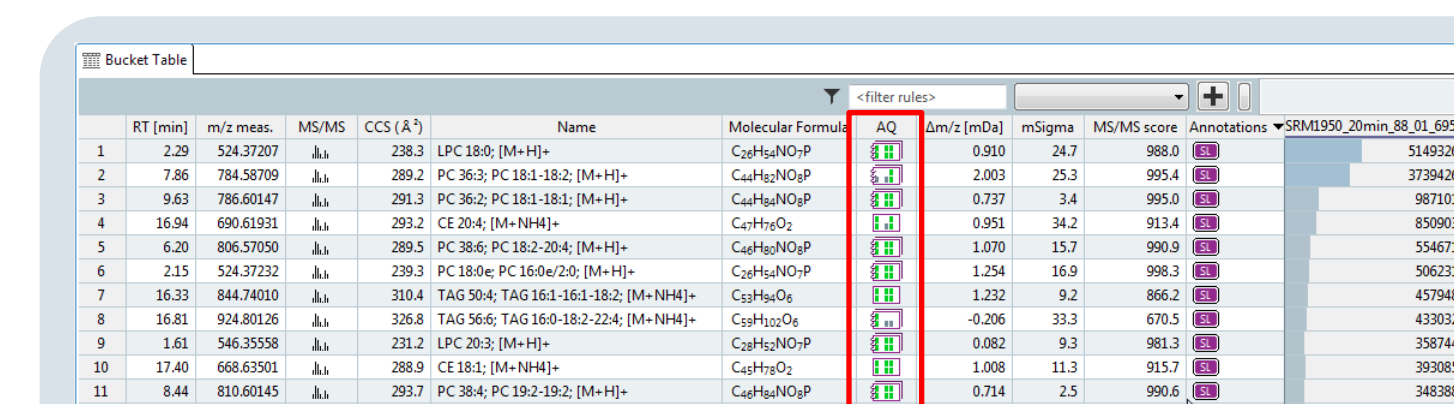 Bucket Table
<filter rules>
RT [min] m/z meas. MS/MS CCS (Å²) Name Molecular Formula AQ Δm/z [mDa] mSigma MS/MS score Annotations SRM1950_20min_88_01_695
1 2.29 524.37207 238.3 LPC 18:0; [M+H]+ C₂₆H₅₄NO₇P 0.910 24.7 988.0 SL 5149326
2 7.86 784.58709 289.2 PC 36:3; PC 18:1-18:2; [M+H]+ C₄₄H₈₂NO₈P 2.003 25.3 995.4 SL 3739426
3 9.63 786.60147 291.3 PC 36:2; PC 18:1-18:1; [M+H]+ C₄₄H₈₄NO₈P 0.737 3.4 995.0 SL 987103
4 16.94 690.61931 293.2 CE 20:4; [M+NH4]+ C₄₇H₇₆O₂ 0.951 34.2 913.4 SL 850903
5 6.20 806.57050 289.5 PC 38:6; PC 18:2-20:4; [M+H]+ C₄₆H₈₀NO₈P 1.070 15.7 990.9 SL 554671
6 2.15 524.37232 239.3 PC 18:0e; PC 16:0e/2:0; [M+H]+ C₂₆H₅₄NO₇P 1.254 16.9 998.3 SL 506231
7 16.33 844.74010 310.4 TAG 50:4; TAG 16:1-16:1-18:2; [M+NH4]+ C₅₃H₉₄O₆ 1.232 9.2 866.2 SL 457948
8 16.81 924.80126 326.8 TAG 56:6; TAG 16:0-18:2-22:4; [M+NH4]+ C₅₉H₁₀₂O₆ -0.206 33.3 670.5 SL 433032
9 1.61 546.35558 231.2 LPC 20:3; [M+H]+ C₂₈H₅₂NO₇P 0.082 9.3 981.3 SL 358744
10 17.40 668.63501 288.9 CE 18:1; [M+NH4]+ C₄₅H₇₈O₂ 1.008 11.3 915.7 SL 393085
11 8.44 810.60145 293.7 PC 38:4; PC 19:2-19:2; [M+H]+ C₄₆H₈₄NO₈P 0.714 2.5 990.6 SL 348388